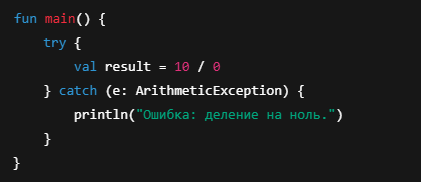 fun main() {
    try {
        val result = 10 / 0
    } catch (e: ArithmeticException) {
        println("Ошибка: деление на ноль.")
    }
}